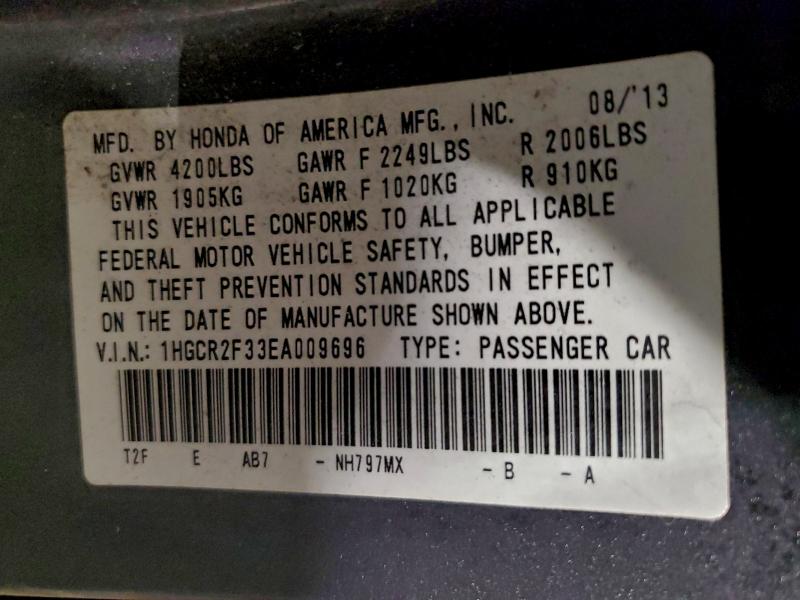 08/'13
MFD. BY HONDA OF AMERICA MFG., INC.
GVWR 4200LBS GAWR F 2249LBS R 2006LBS
GVWR 1905KG GAWR F 1020KG R 910KG
THIS VEHICLE CONFORMS TO ALL APPLICABLE
FEDERAL MOTOR VEHICLE SAFETY, BUMPER,
AND THEFT PREVENTION STANDARDS IN EFFECT
ON THE DATE OF MANUFACTURE SHOWN ABOVE.
V.I.N.: 1HGCR2F33EA009696 TYPE: PASSENGER CAR
T2F E AB7 - NH797MX - B - A